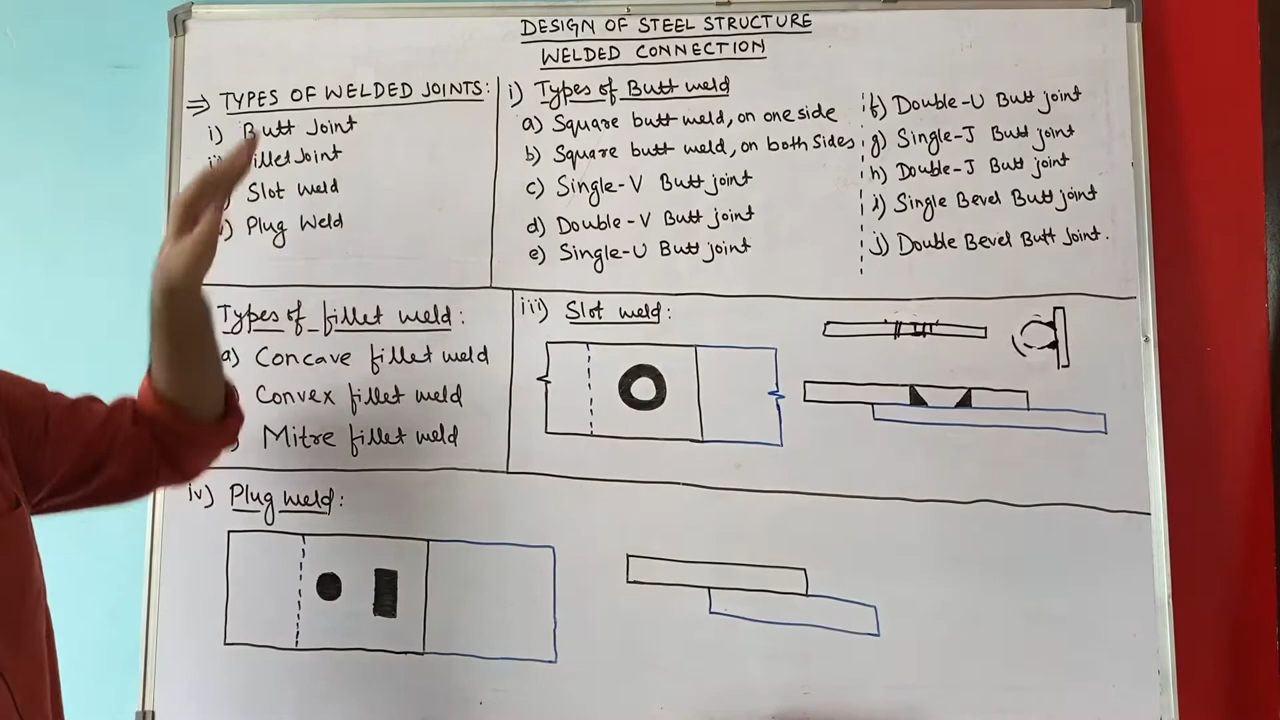 DESIGN OF STEEL STRUCTURE
WELDED CONNECTION
⇒ TYPES OF WELDED JOINTS:
i) Butt Joint
Joint
Slot weld
Plug Weld
i) Types of Butt weld
a) Square butt weld, on one side
b) Square butt weld, on both sides
c) Single-V Butt joint
d) Double-V Butt joint
e) Single-U Butt joint
f) Double-U Butt joint
g) Single-J Butt joint
h) Double-J Butt joint
i) Single Bevel Butt joint
j) Double Bevel Butt Joint.
Types of fillet weld:
a) Concave fillet weld
Convex fillet weld
Mitre fillet weld
iii) Slot weld:
iv) Plug weld: